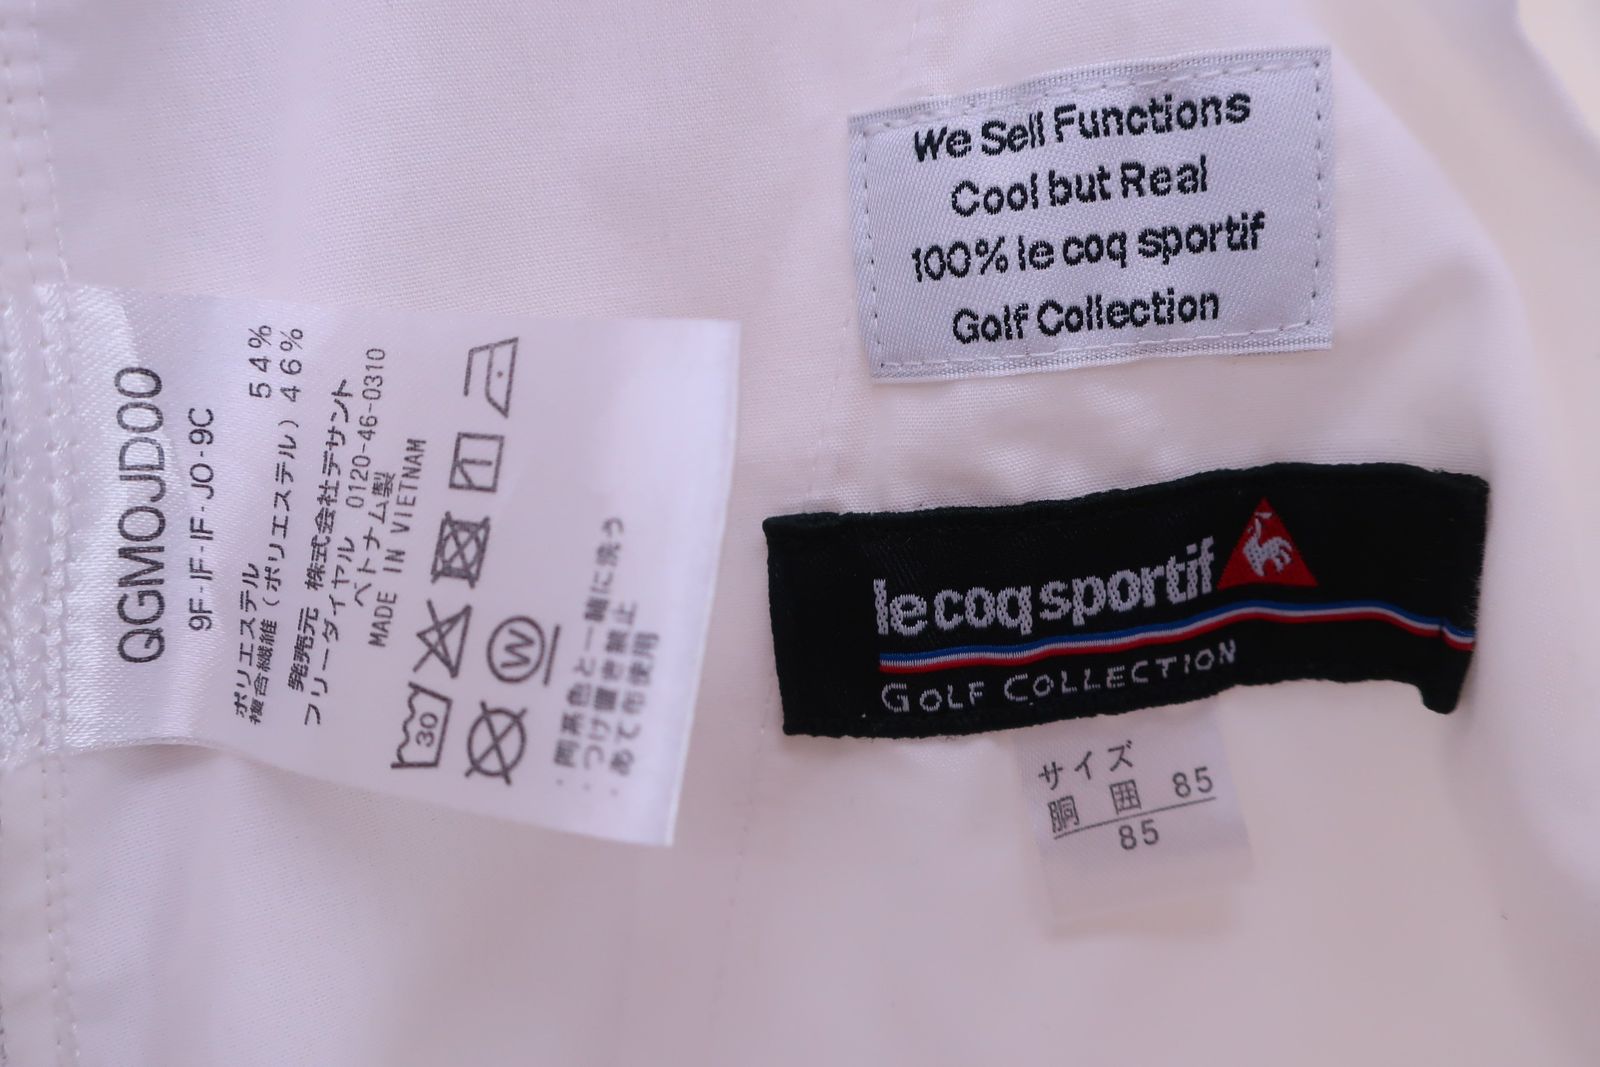 We Sell Functions
Cool but Real
100% le coq sportif
Golf Collection
le coq sportif
GOLF COLLECTION
サイズ
胴 囲 85
85
QGMOJD00
9F-IF-IF-JO-9C
ポリエステル 54%
複合繊維(ポリエステル) 46%
発売元 株式会社デサント
フリーダイヤル 0120-46-0310
ベトナム製
MADE IN VIETNAM
30
W
・同系色と一緒に洗う
・つけ置き禁止
・あて布使用